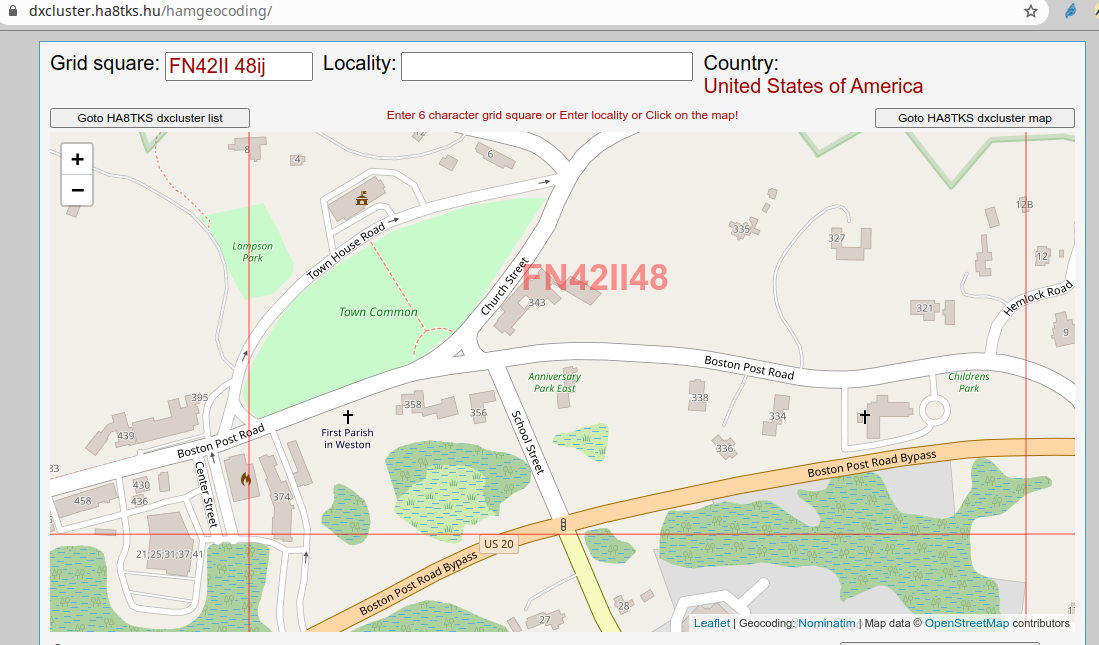 dxcluster.ha8tks.hu/hamgeocoding/
Grid square: FN42II 48ij Locality: Country:
United States of America
Goto HA8TKS dxcluster list
Enter 6 character grid square or Enter locality or Click on the map!
Goto HA8TKS dxcluster map
+
−
12
8
4
6
Lampson
Park
Town House Road
Town Common
Church Street
FN42II48
343
335
327
12B
12
321
Hemlock Road
9
Boston Post Road
Anniversary
Park East
Childrens
Park
395
439
Boston Post Road
358
356
First Parish
in Weston
School Street
338
334
336
Boston Post Road Bypass
83
458
430
436
Center Street
374
21;25;31;37;41
US 20
Boston Post Road Bypass
27
28
Leaflet | Geocoding: Nominatim | Map data © OpenStreetMap contributors